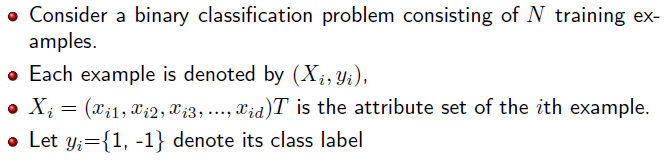 Consider a binary classification problem consisting of N training ex-
amples.
Each example is denoted by (Xᵢ, yᵢ),
Xᵢ = (xᵢ₁, xᵢ₂, xᵢ₃, ..., xᵢd)T is the attribute set of the ith example.
Let yᵢ={1, -1} denote its class label